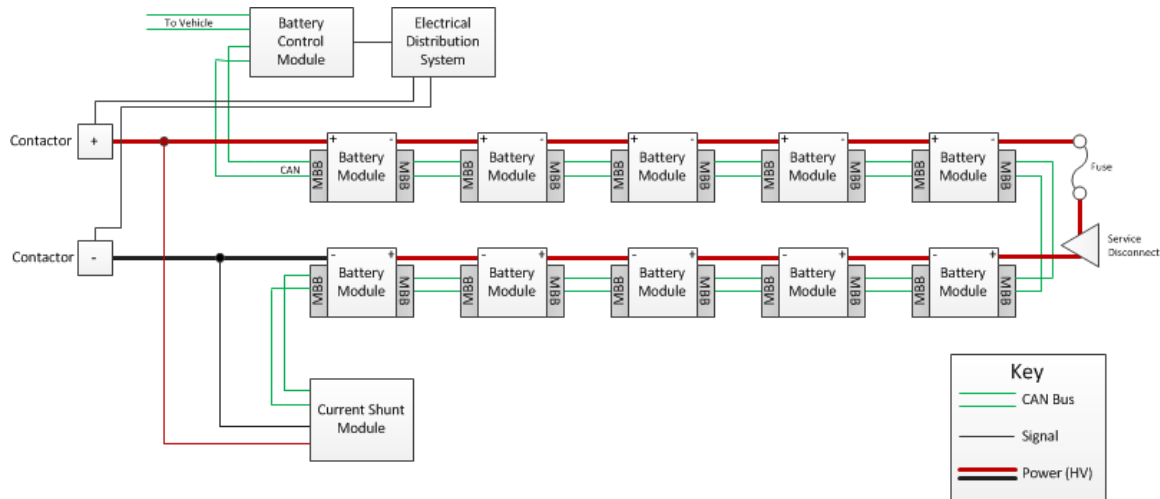 To Vehicle
Battery
Control
Module
Electrical
Distribution
System
Contactor
+
CAN
MBB
+ -
Battery
Module
MBB
MBB
+ -
Battery
Module
MBB
MBB
+ -
Battery
Module
MBB
MBB
+ -
Battery
Module
MBB
MBB
+ -
Battery
Module
MBB
Fuse
Service
Disconnect
Contactor
-
MBB
- +
Battery
Module
MBB
MBB
- +
Battery
Module
MBB
MBB
- +
Battery
Module
MBB
MBB
- +
Battery
Module
MBB
MBB
- +
Battery
Module
MBB
Current Shunt
Module
Key
CAN Bus
Signal
Power (HV)